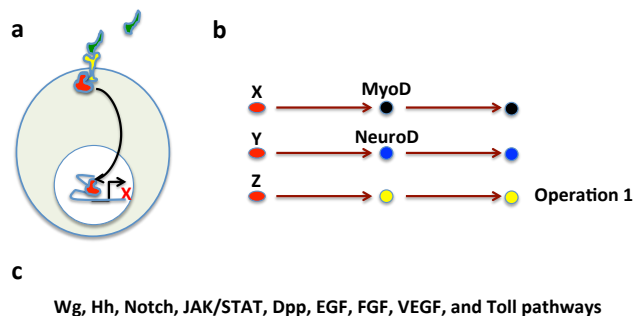 a
X
b
X MyoD
Y NeuroD
Z Operation 1
c
Wg, Hh, Notch, JAK/STAT, Dpp, EGF, FGF, VEGF, and Toll pathways